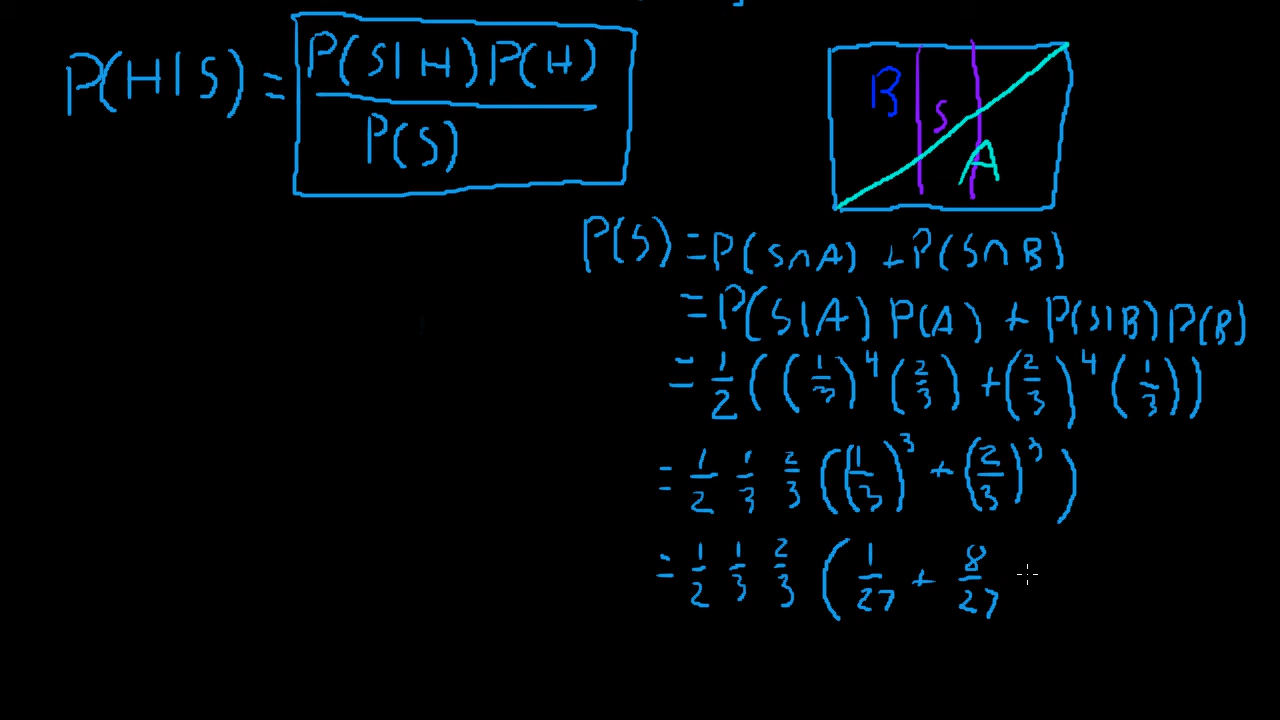 P(H|S) = P(S|H)P(H) / P(S)
B S A
P(S) = P(S∩A) + P(S∩B)
= P(S|A) P(A) + P(S|B) P(B)
= 1/2 ( (1/3)^4 (2/3) + (2/3)^4 (1/3) )
= 1/2 1/3 2/3 ( (1/3)^3 + (2/3)^3 )
= 1/2 1/3 2/3 ( 1/27 + 8/27